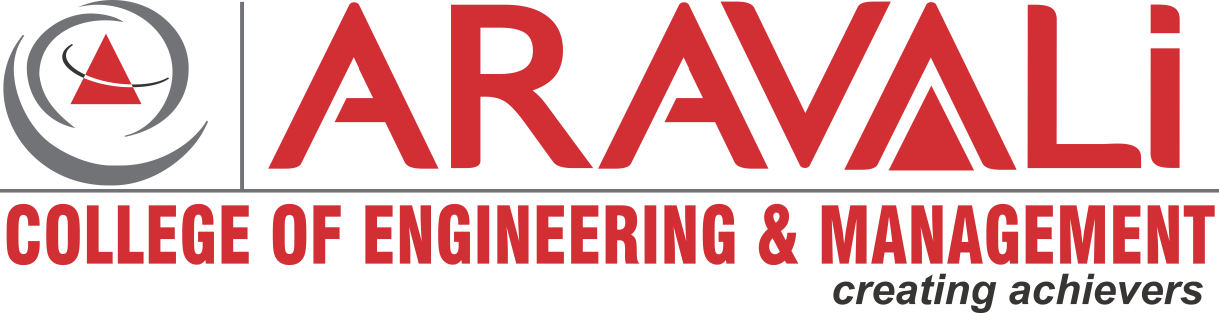 ARAVALi
COLLEGE OF ENGINEERING & MANAGEMENT
creating achievers